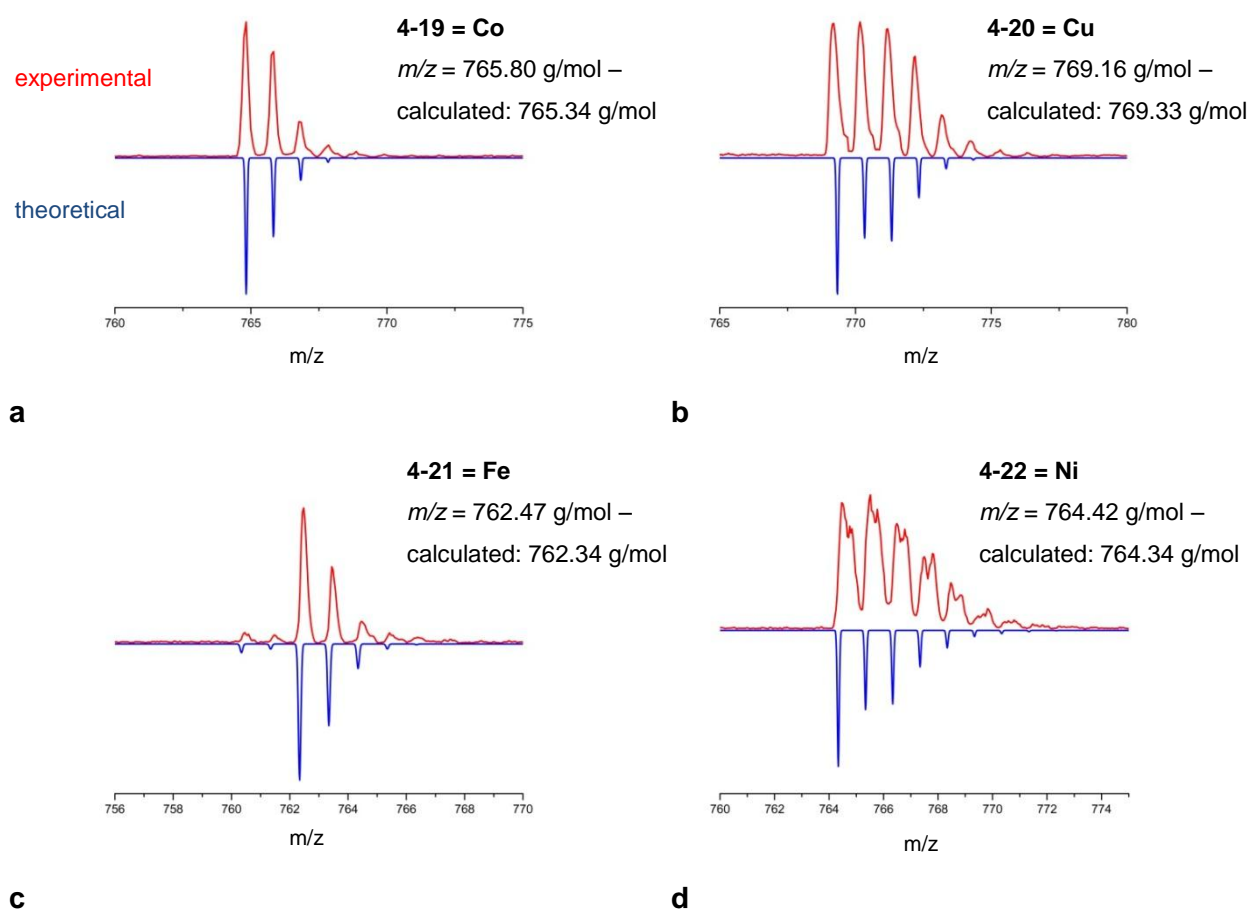 experimental
theoretical
4-19 = Co
m/z = 765.80 g/mol –
calculated: 765.34 g/mol
760 765 770 775
m/z
a
4-20 = Cu
m/z = 769.16 g/mol –
calculated: 769.33 g/mol
765 770 775 780
m/z
b
4-21 = Fe
m/z = 762.47 g/mol –
calculated: 762.34 g/mol
756 758 760 762 764 766 768 770
m/z
c
4-22 = Ni
m/z = 764.42 g/mol –
calculated: 764.34 g/mol
760 762 764 766 768 770 772 774
m/z
d